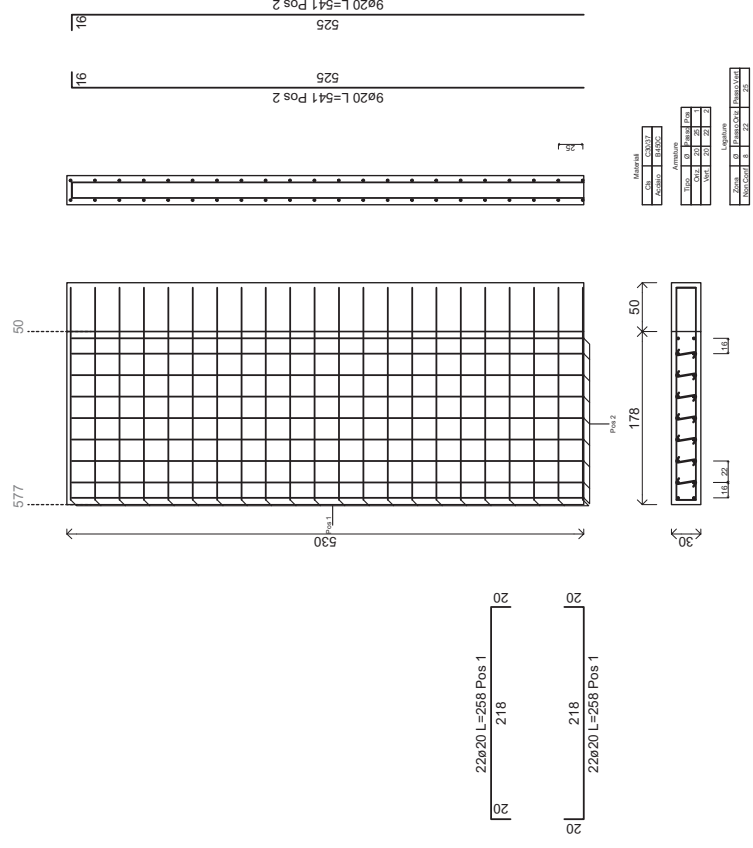 9ø20 L=541 Pos 2
525
16
525
16
9ø20 L=541 Pos 2
25
Materiali
Cls C30/37
Acciaio B450C
Armature
Tipo Ø Passo Pos
Oriz. 20 25 1
Vert. 20 22 2
Legature
Zona Ø Passo Oriz Passo Vert
Non Conf 8 22 25
50
577
530
Pos 1
Pos 2
178
50
30
16
22
16
22ø20 L=258 Pos 1
218
20
20
22ø20 L=258 Pos 1
218
20
20